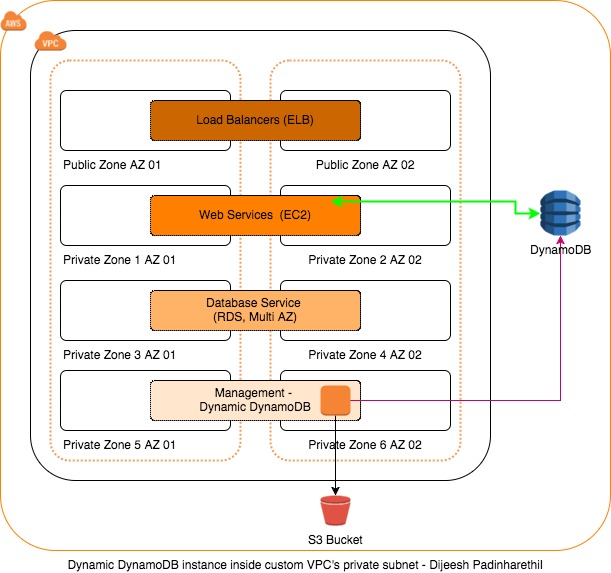 AWS
VPC
Load Balancers (ELB)
Public Zone AZ 01
Public Zone AZ 02
Web Services (EC2)
Private Zone 1 AZ 01
Private Zone 2 AZ 02
DynamoDB
Database Service
(RDS, Multi AZ)
Private Zone 3 AZ 01
Private Zone 4 AZ 02
Management -
Dynamic DynamoDB
Private Zone 5 AZ 01
Private Zone 6 AZ 02
S3 Bucket
Dynamic DynamoDB instance inside custom VPC's private subnet - Dijeesh Padinharethil